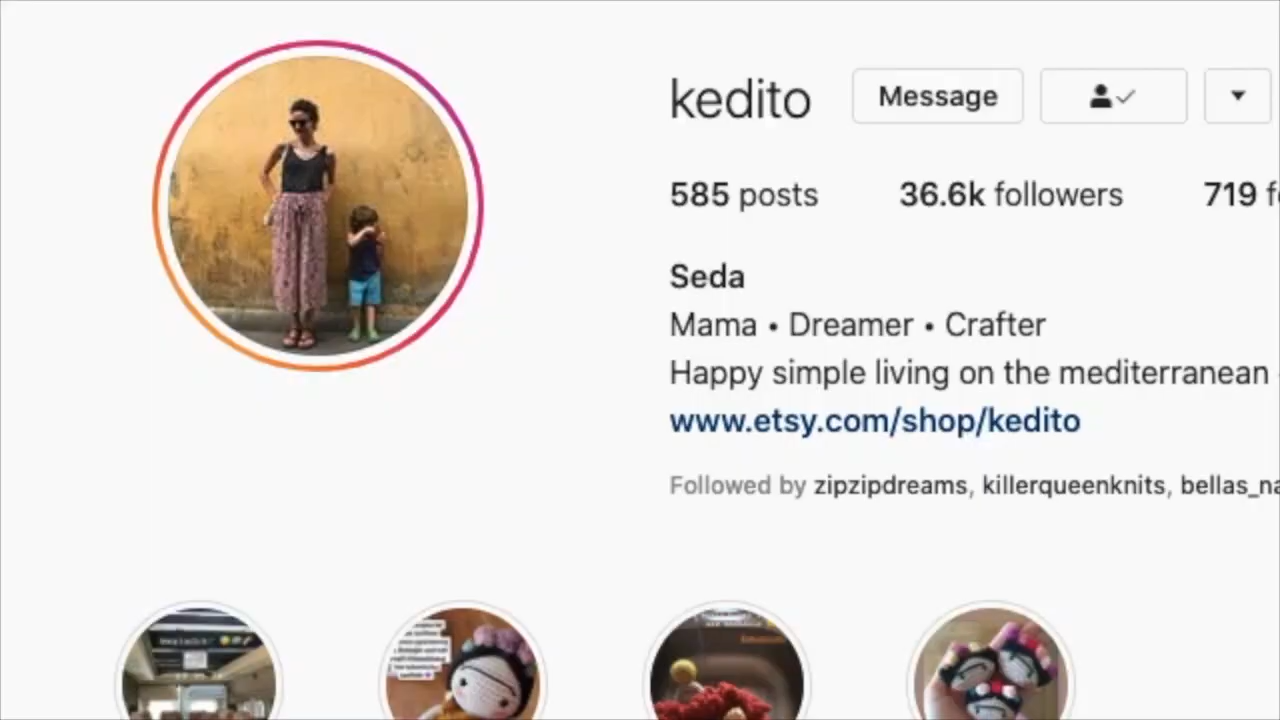 kedito Message
585 posts 36.6k followers 719
Seda
Mama • Dreamer • Crafter
Happy simple living on the mediterranean
www.etsy.com/shop/kedito
Followed by zipzipdreams, killerqueenknits, bellas_na